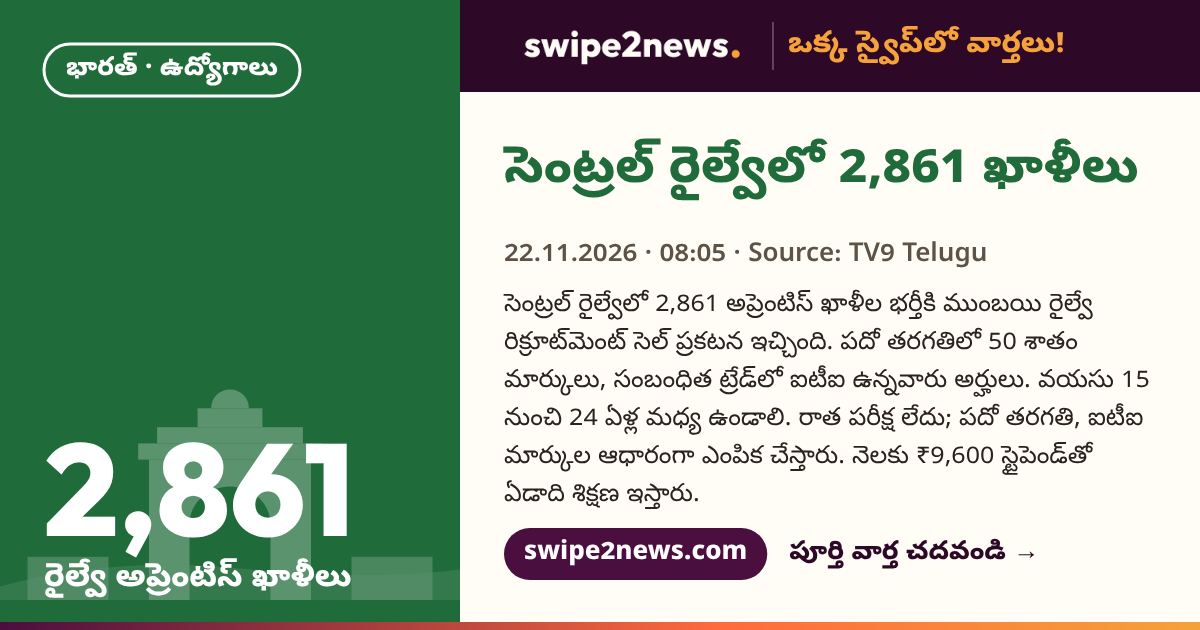 భారత్ · ఉద్యోగాలు
2,861
రైల్వే అప్రెంటిస్ ఖాళీలు
swipe2news.
ఒక్క స్వైప్‌లో వార్తలు!
సెంట్రల్ రైల్వేలో 2,861 ఖాళీలు
22.11.2026 · 08:05 · Source: TV9 Telugu
సెంట్రల్ రైల్వేలో 2,861 అప్రెంటిస్ ఖాళీల భర్తీకి ముంబయి రైల్వే
రిక్రూట్‌మెంట్ సెల్ ప్రకటన ఇచ్చింది. పదో తరగతిలో 50 శాతం
మార్కులు, సంబంధిత ట్రేడ్‌లో ఐటీఐ ఉన్నవారు అర్హులు. వయసు 15
నుంచి 24 ఏళ్ల మధ్య ఉండాలి. రాత పరీక్ష లేదు; పదో తరగతి, ఐటీఐ
మార్కుల ఆధారంగా ఎంపిక చేస్తారు. నెలకు ₹9,600 స్టైపెండ్‌తో
ఏడాది శిక్షణ ఇస్తారు.
swipe2news.com
పూర్తి వార్త చదవండి →